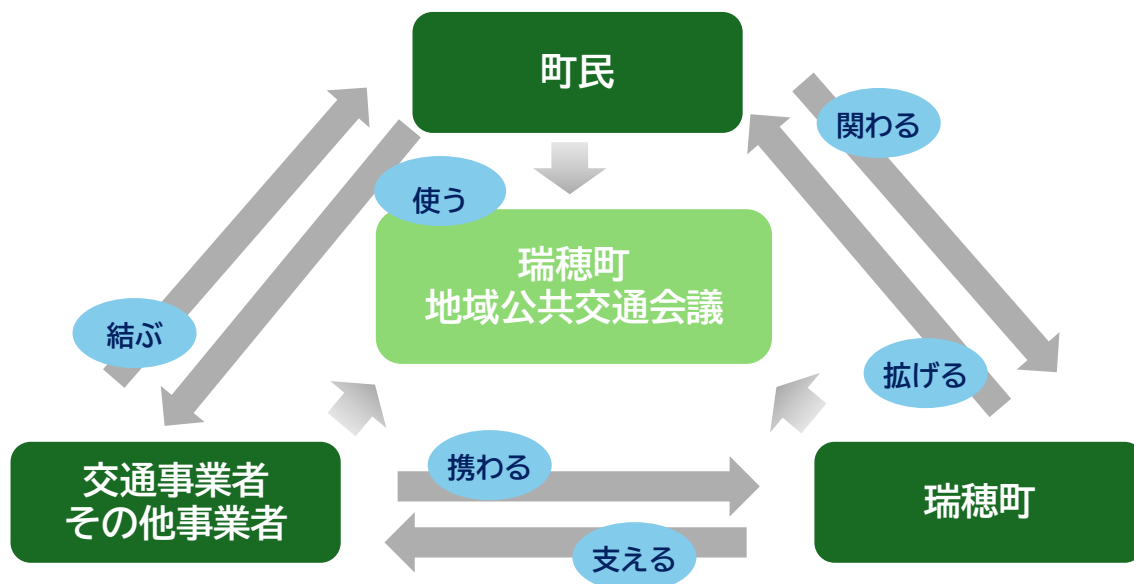 町民
関わる
使う
瑞穂町
地域公共交通会議
結ぶ
拡げる
携わる
交通事業者
その他事業者
瑞穂町
支える